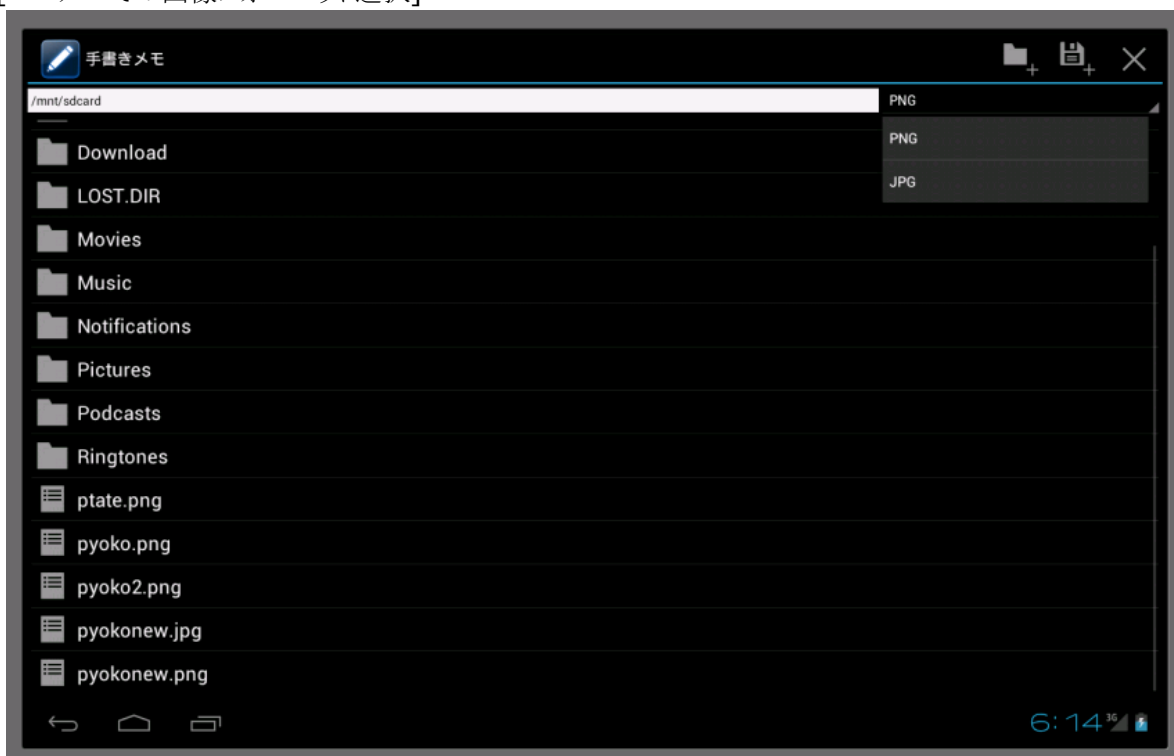 手書きメモ
/mnt/sdcard
PNG
PNG
JPG
Download
LOST.DIR
Movies
Music
Notifications
Pictures
Podcasts
Ringtones
ptate.png
pyoko.png
pyoko2.png
pyokonew.jpg
pyokonew.png
6:14 3G